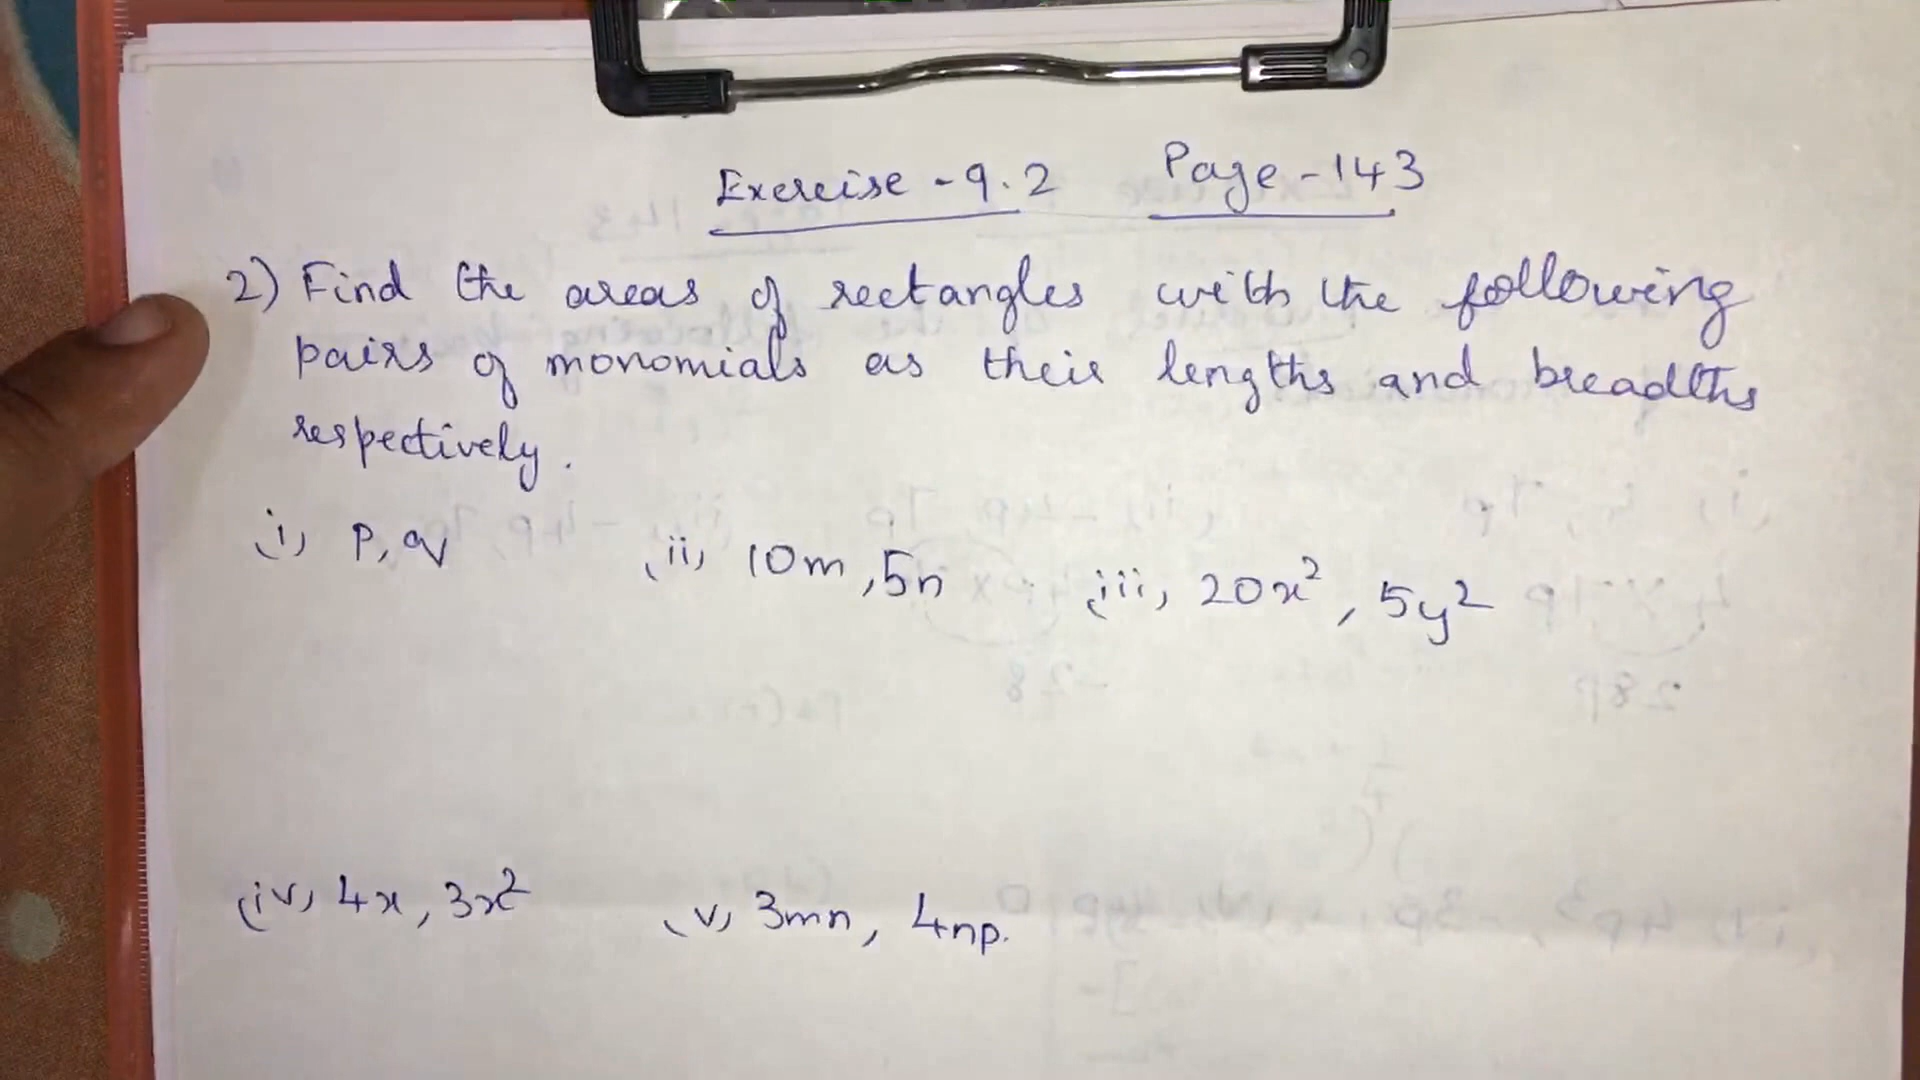 Exercise - 9.2 Page - 143
2) Find the areas of rectangles with the following
pairs of monomials as their lengths and breadths
respectively.
(i) p, q (ii) 10m, 5n (iii) 20x², 5y²
(iv) 4x, 3x² (v) 3mn, 4np.